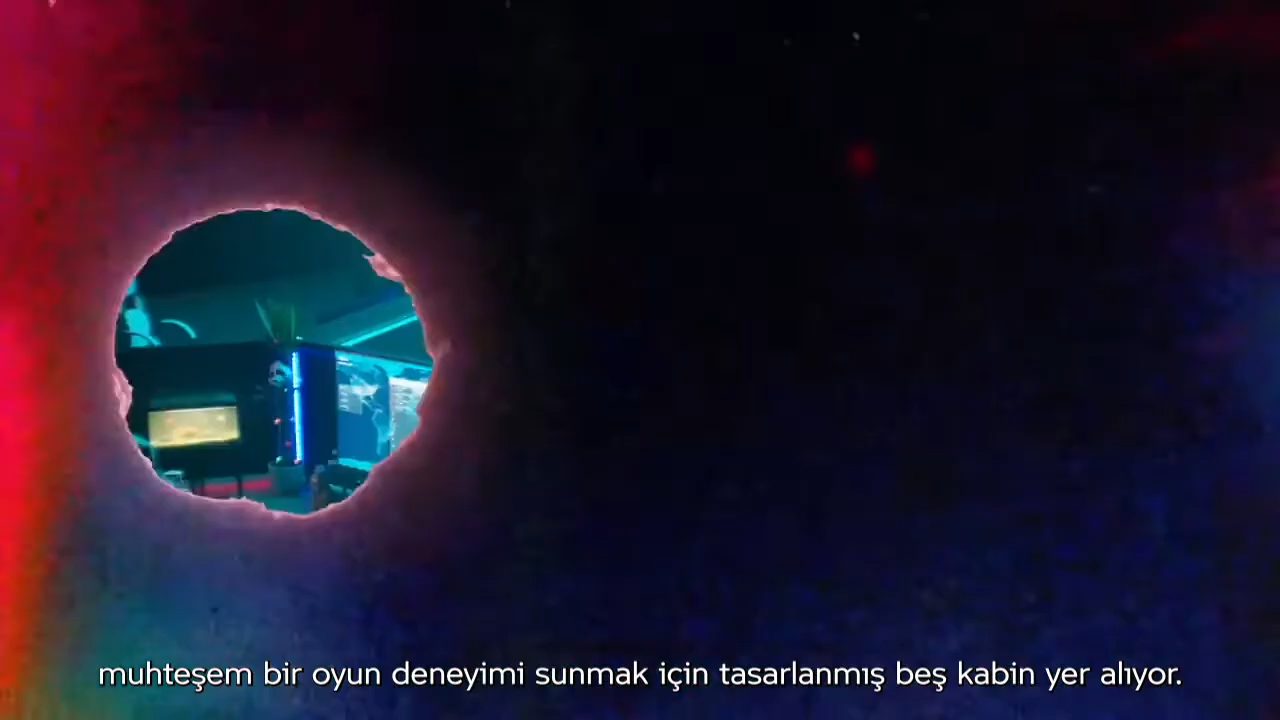 muhteşem bir oyun deneyimi sunmak için tasarlanmış beş kabin yer alıyor.